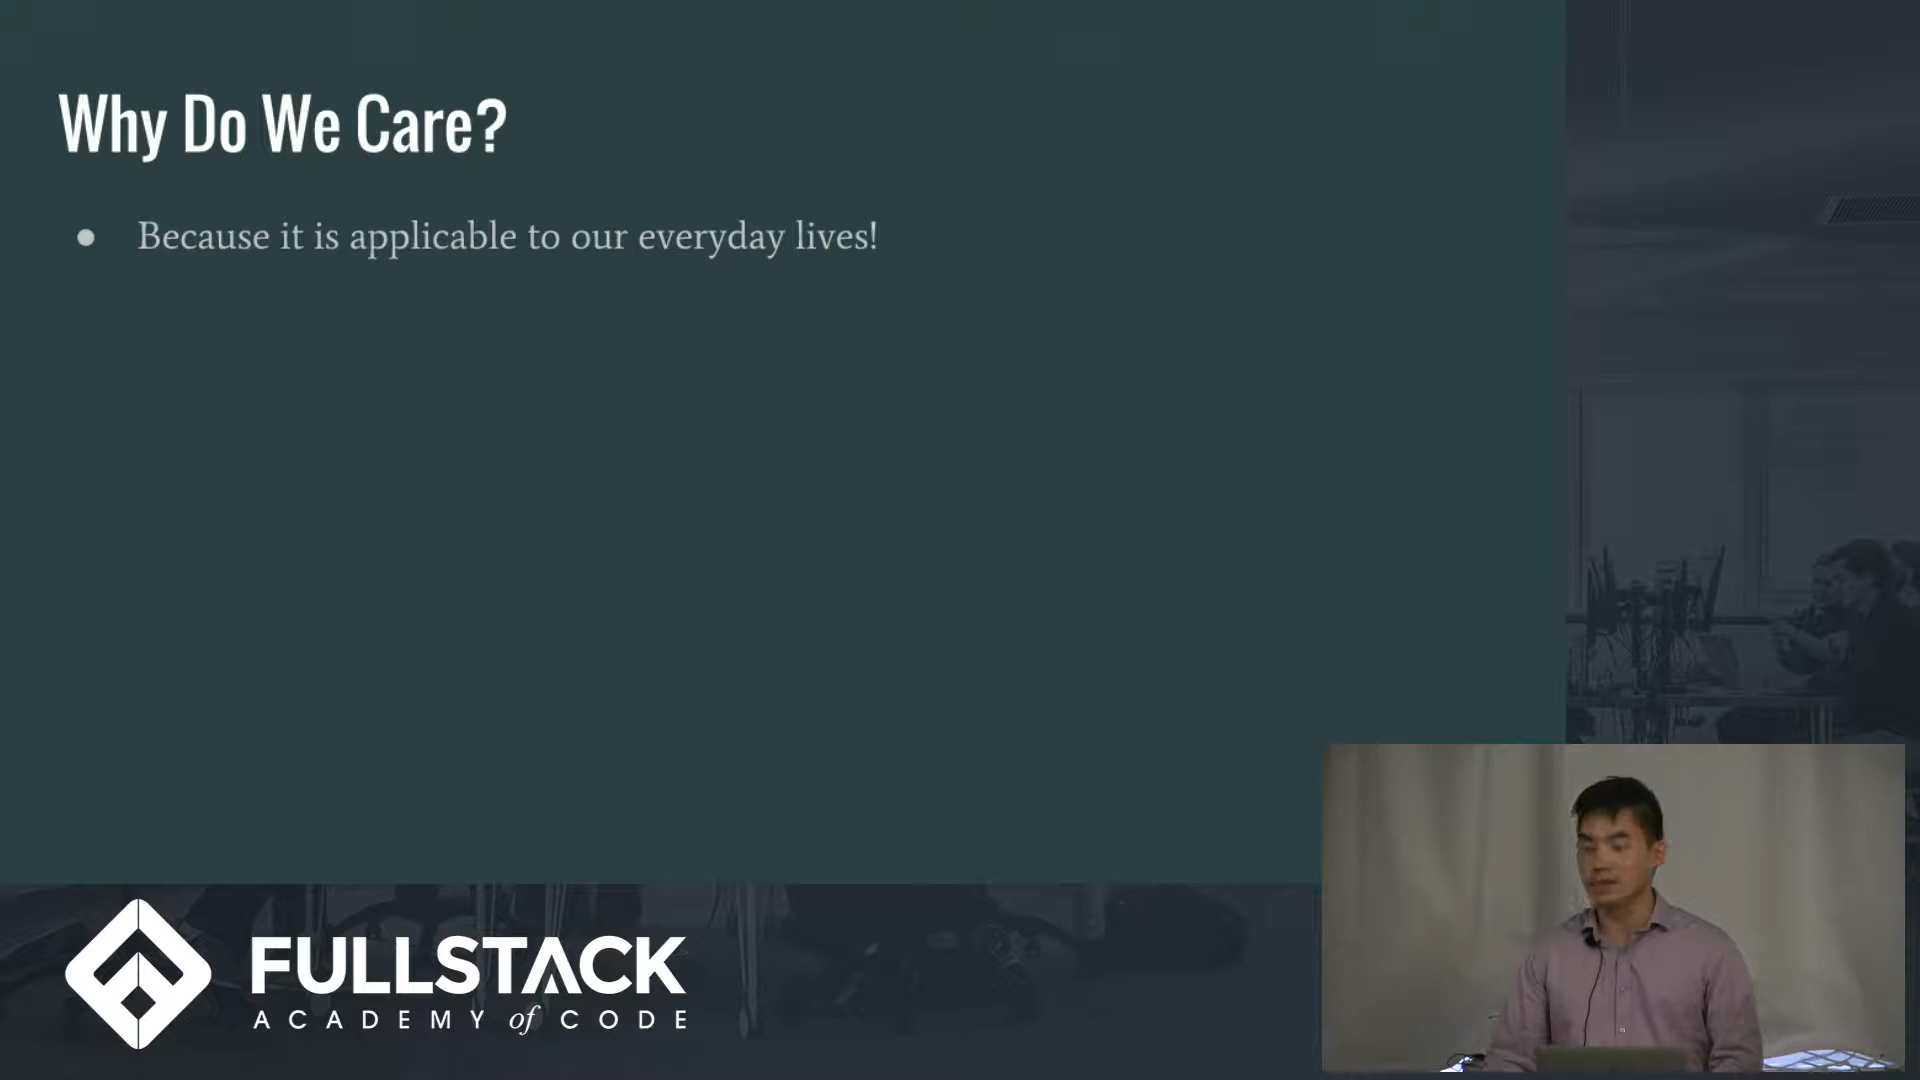 Why Do We Care?
● Because it is applicable to our everyday lives!
FULLSTACK
ACADEMY of CODE